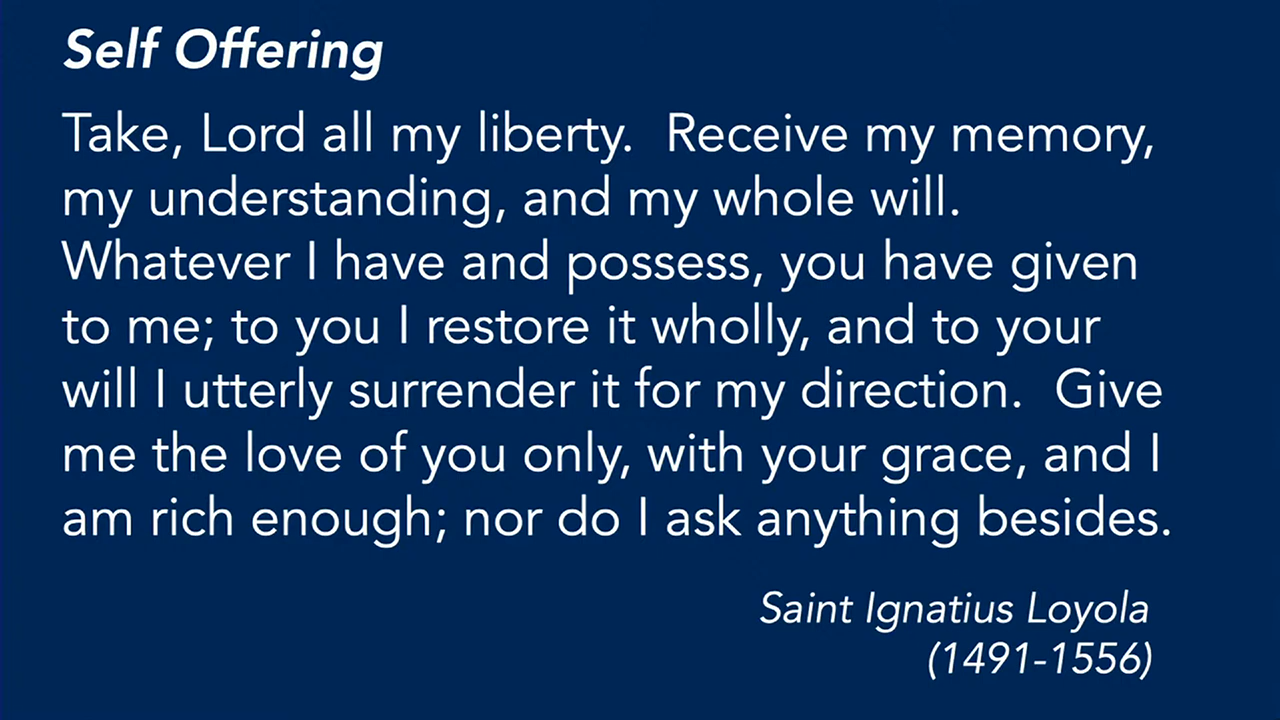 Self Offering
Take, Lord all my liberty.  Receive my memory,
my understanding, and my whole will.
Whatever I have and possess, you have given
to me; to you I restore it wholly, and to your
will I utterly surrender it for my direction.  Give
me the love of you only, with your grace, and I
am rich enough; nor do I ask anything besides.
Saint Ignatius Loyola
(1491-1556)